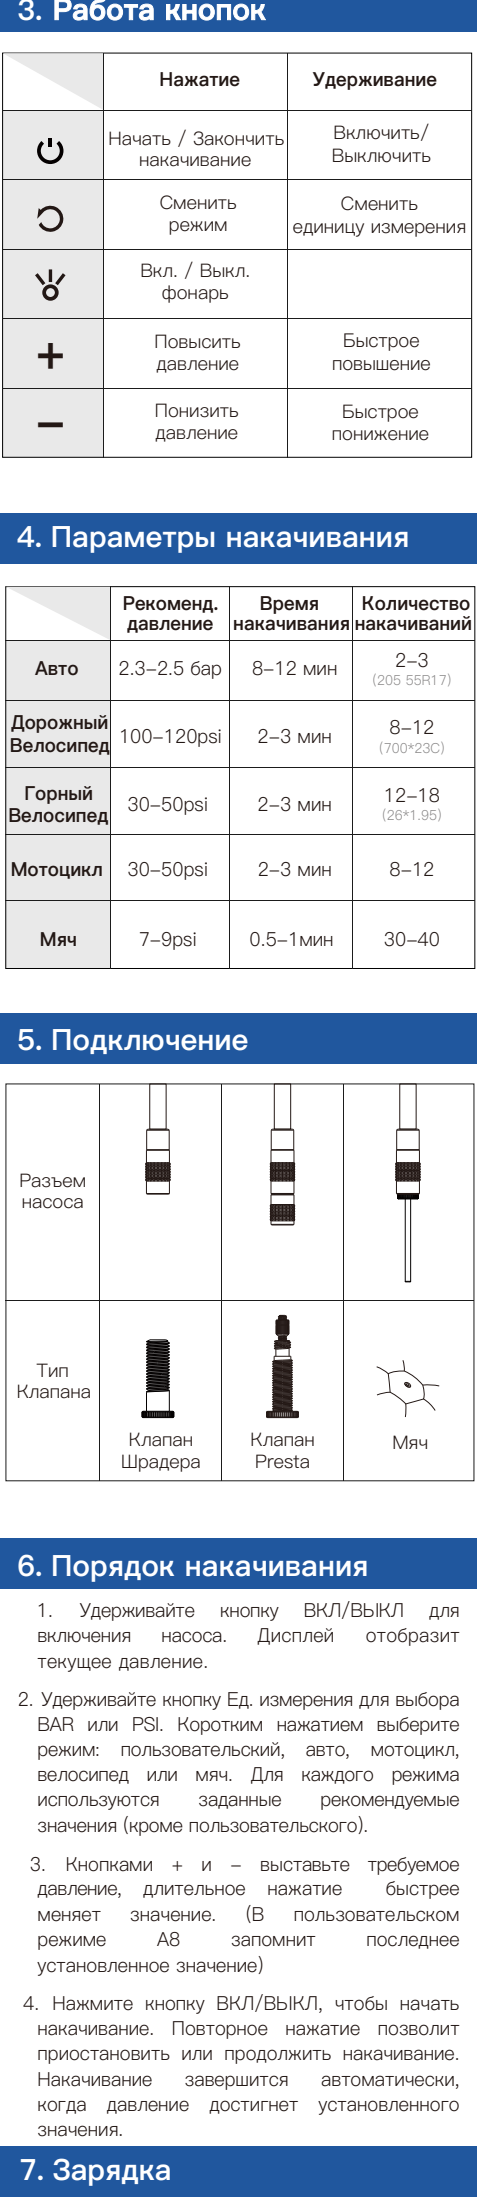 3. Работа кнопок
Нажатие
Удерживание
Начать / Закончить
накачивание
Включить/
Выключить
Сменить
режим
Сменить
единицу измерения
Вкл. / Выкл.
фонарь
Повысить
давление
Быстрое
повышение
Понизить
давление
Быстрое
понижение
4. Параметры накачивания
Рекоменд.
давление
Время
накачивания
Количество
накачиваний
Авто
2.3–2.5 бар
8–12 мин
2–3
(205 55R17)
Дорожный
Велосипед
100–120psi
2–3 мин
8–12
(700*23C)
Горный
Велосипед
30–50psi
2–3 мин
12–18
(26*1.95)
Мотоцикл
30–50psi
2–3 мин
8–12
Мяч
7–9psi
0.5–1мин
30–40
5. Подключение
Разъем
насоса
Тип
Клапана
Клапан
Шрадера
Клапан
Presta
Мяч
6. Порядок накачивания
1. Удерживайте кнопку ВКЛ/ВЫКЛ для
включения насоса. Дисплей отобразит
текущее давление.
2. Удерживайте кнопку Ед. измерения для выбора
BAR или PSI. Коротким нажатием выберите
режим: пользовательский, авто, мотоцикл,
велосипед или мяч. Для каждого режима
используются заданные рекомендуемые
значения (кроме пользовательского).
3. Кнопками + и – выставьте требуемое
давление, длительное нажатие быстрее
меняет значение. (В пользовательском
режиме A8 запомнит последнее
установленное значение)
4. Нажмите кнопку ВКЛ/ВЫКЛ, чтобы начать
накачивание. Повторное нажатие позволит
приостановить или продолжить накачивание.
Накачивание завершится автоматически,
когда давление достигнет установленного
значения.
7. Зарядка